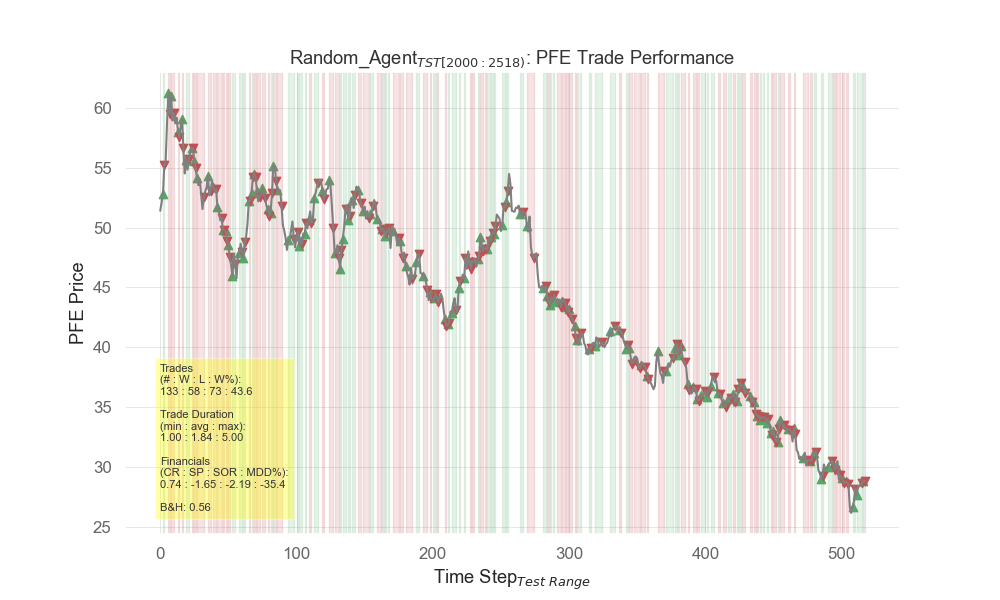 Random_Agent TST[2000:2518): PFE Trade Performance
PFE Price
60
55
50
45
40
35
30
25
Trades
(# : W : L : W%):
133 : 58 : 73 : 43.6
Trade Duration
(min : avg : max):
1.00 : 1.84 : 5.00
Financials
(CR : SP : SOR : MDD%):
0.74 : -1.65 : -2.19 : -35.4
B&H: 0.56
0 100 200 300 400 500
Time Step Test Range